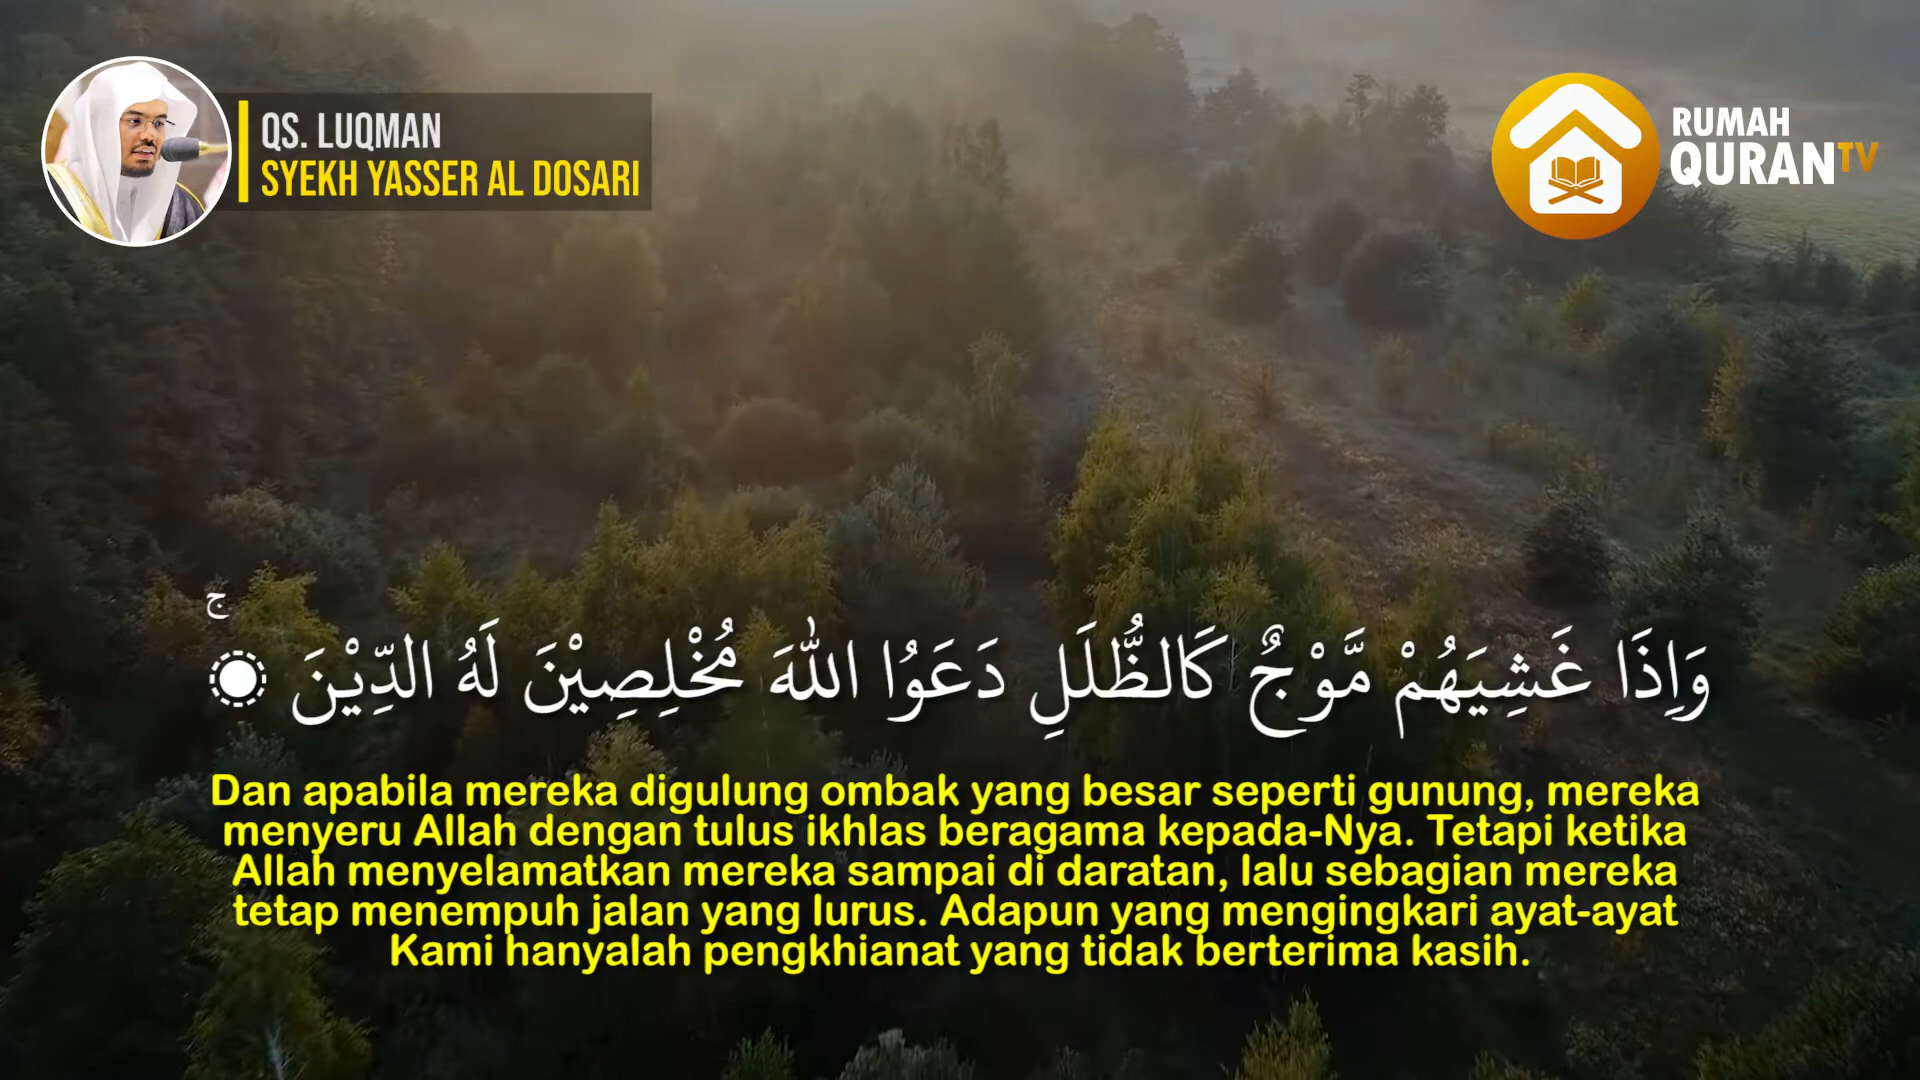 QS. LUQMAN
SYEKH YASSER AL DOSARI
RUMAH
QURANTV
وَاِذَا غَشِيَهُمْ مَّوْجٌ كَالظُّلَلِ دَعَوُا اللّٰهَ مُخْلِصِيْنَ لَهُ الدِّيْنَ ۚ
Dan apabila mereka digulung ombak yang besar seperti gunung, mereka
menyeru Allah dengan tulus ikhlas beragama kepada-Nya. Tetapi ketika
Allah menyelamatkan mereka sampai di daratan, lalu sebagian mereka
tetap menempuh jalan yang lurus. Adapun yang mengingkari ayat-ayat
Kami hanyalah pengkhianat yang tidak berterima kasih.